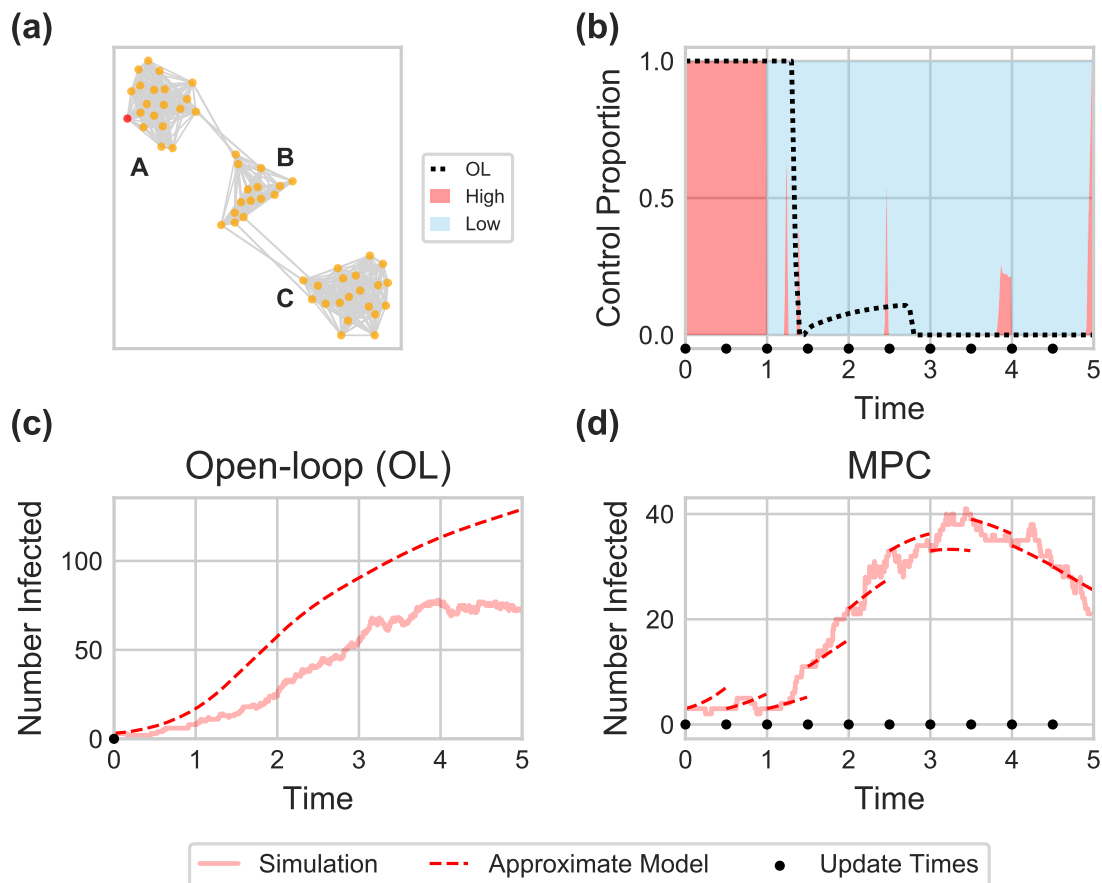 (a)
A
B
C
OL
High
Low
(b)
Control Proportion
1.0
0.5
0.0
0 1 2 3 4 5
Time
(c)
Open-loop (OL)
Number Infected
100
50
0
0 1 2 3 4 5
Time
(d)
MPC
Number Infected
40
20
0
0 1 2 3 4 5
Time
Simulation Approximate Model Update Times